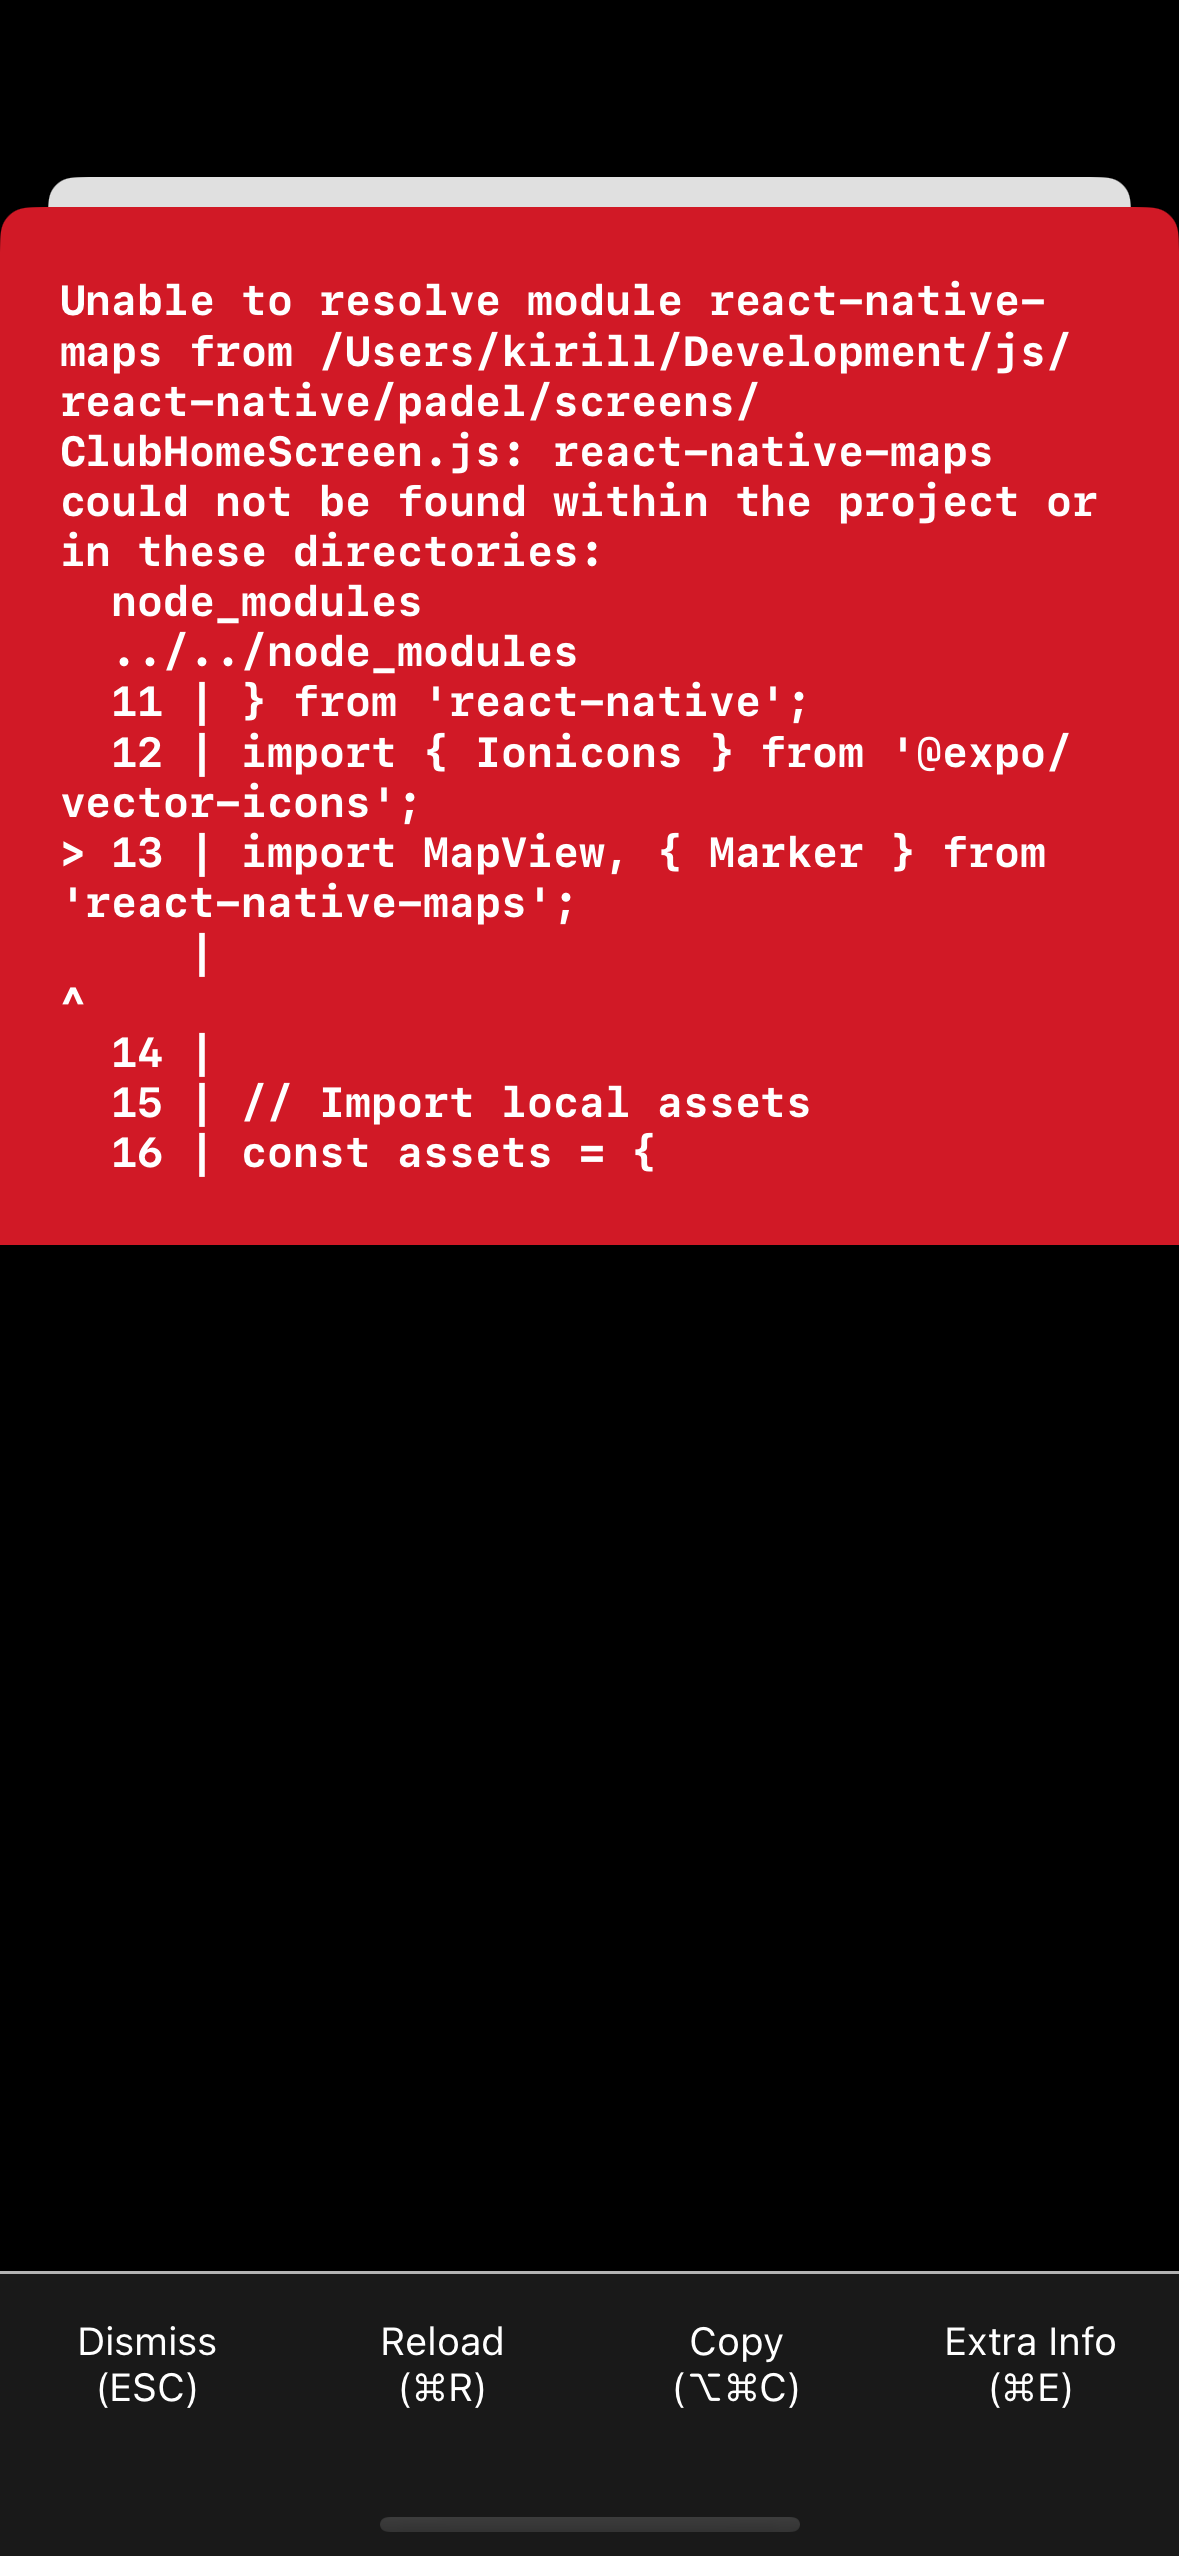 Unable to resolve module react-native-
maps from /Users/kirill/Development/js/
react-native/padel/screens/
ClubHomeScreen.js: react-native-maps
could not be found within the project or
in these directories:
  node_modules
  ../../node_modules
  11 | } from 'react-native';
  12 | import { Ionicons } from '@expo/
vector-icons';
> 13 | import MapView, { Marker } from
'react-native-maps';
     |
^
  14 |
  15 | // Import local assets
  16 | const assets = {
Dismiss Reload Copy Extra Info
(ESC) (⌘R) (⌥⌘C) (⌘E)